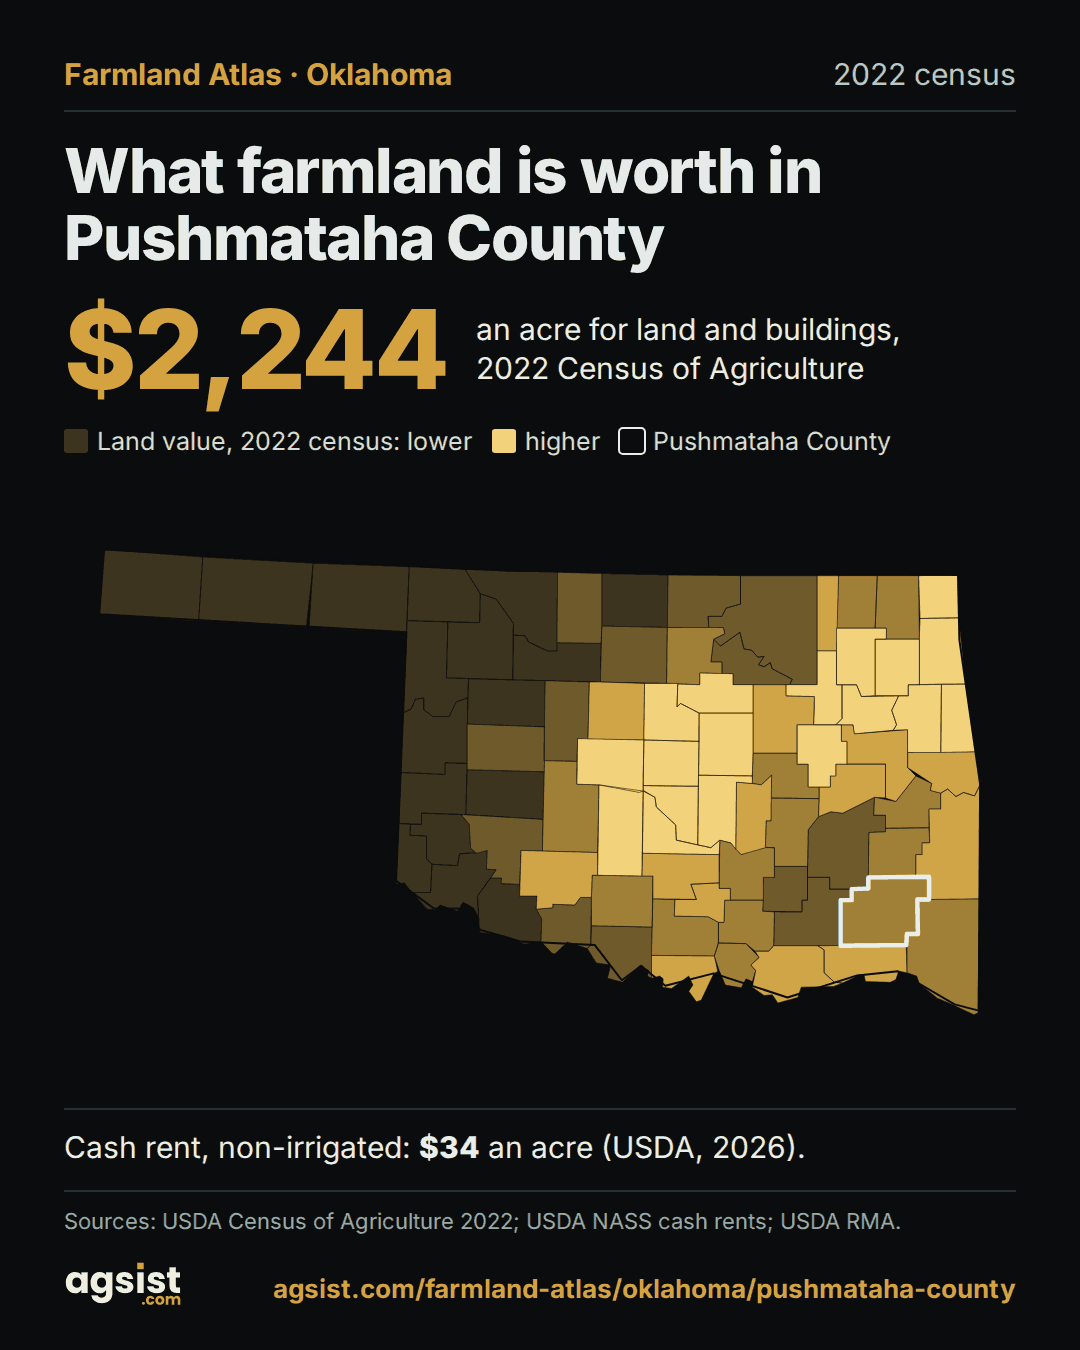 Farmland Atlas · Oklahoma
2022 census
What farmland is worth in
Pushmataha County
$2,244
an acre for land and buildings,
2022 Census of Agriculture
Land value, 2022 census: lower
higher
Pushmataha County
Cash rent, non-irrigated: $34 an acre (USDA, 2026).
Sources: USDA Census of Agriculture 2022; USDA NASS cash rents; USDA RMA.
agsist
.com
agsist.com/farmland-atlas/oklahoma/pushmataha-county